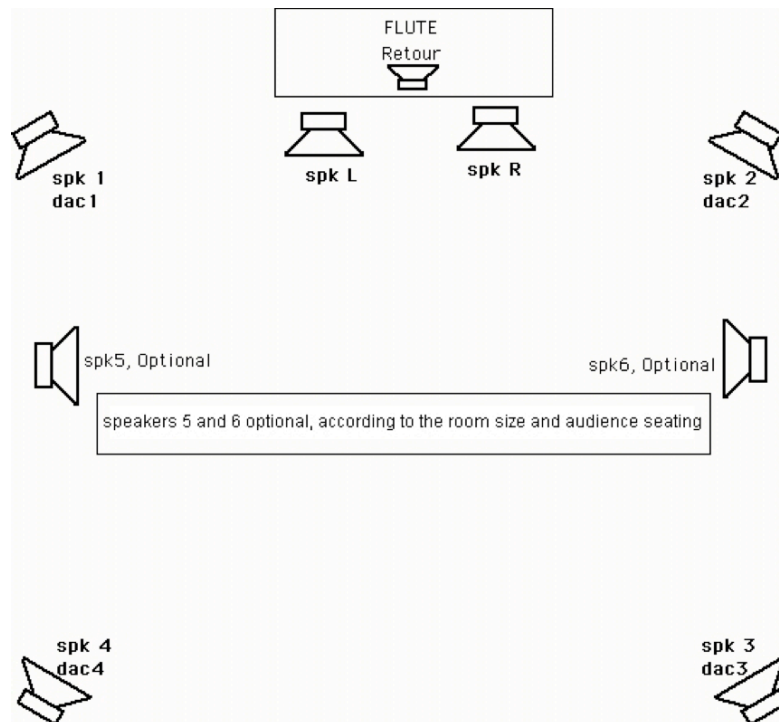 FLUTE
Retour
spk 1
dac1
spk L
spk R
spk 2
dac2
spk5, Optional
spk6, Optional
speakers 5 and 6 optional, according to the room size and audience seating
spk 4
dac4
spk 3
dac3